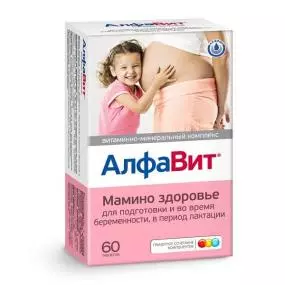 витаминно-минеральный комплекс
АлфаВит®
Мамино здоровье
для подготовки и во время
беременности, в период лактации
60
таблеток